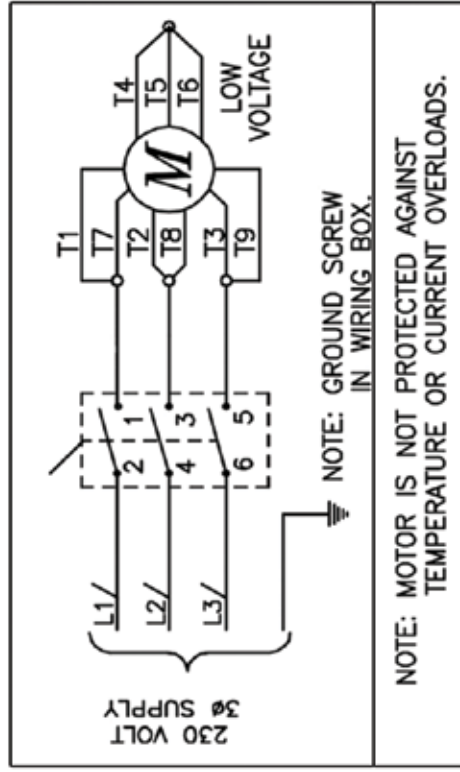 230 VOLT
3ø SUPPLY
L1
L2
L3
2 1
4 3
6 5
T1
T7
T2
T8
T3
T9
M
T4
T5
T6
LOW
VOLTAGE
NOTE: GROUND SCREW
IN WIRING BOX.
NOTE: MOTOR IS NOT PROTECTED AGAINST
TEMPERATURE OR CURRENT OVERLOADS.